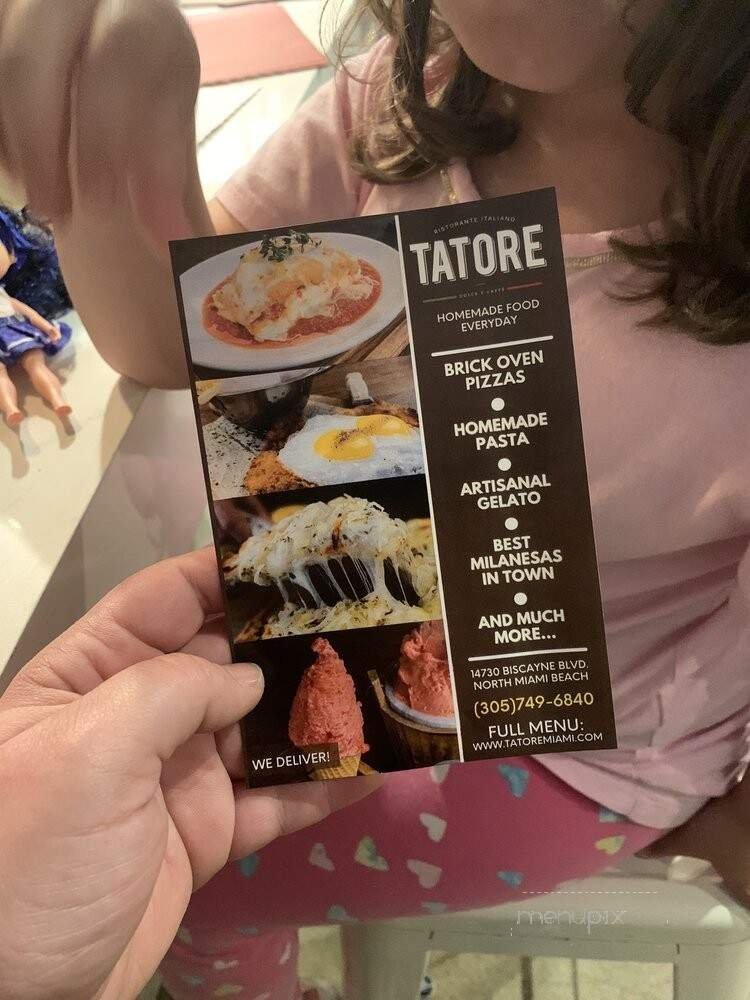 RISTORANTE ITALIANO
TATORE
DOLCE E CAFFE
HOMEMADE FOOD
EVERYDAY
BRICK OVEN
PIZZAS
HOMEMADE
PASTA
ARTISANAL
GELATO
BEST
MILANESAS
IN TOWN
AND MUCH
MORE...
14730 BISCAYNE BLVD.
NORTH MIAMI BEACH
(305)749-6840
FULL MENU:
WWW.TATOREMIAMI.COM
WE DELIVER!
menupix